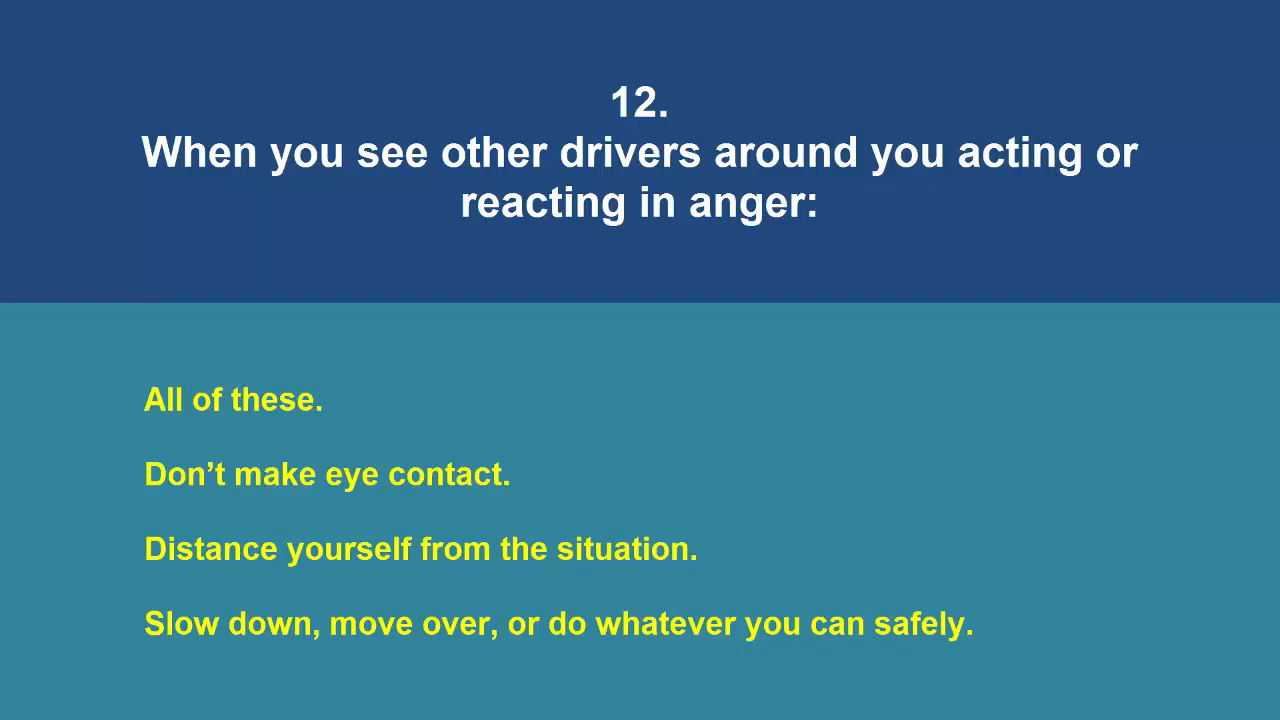 12.
When you see other drivers around you acting or
reacting in anger:
All of these.
Don’t make eye contact.
Distance yourself from the situation.
Slow down, move over, or do whatever you can safely.